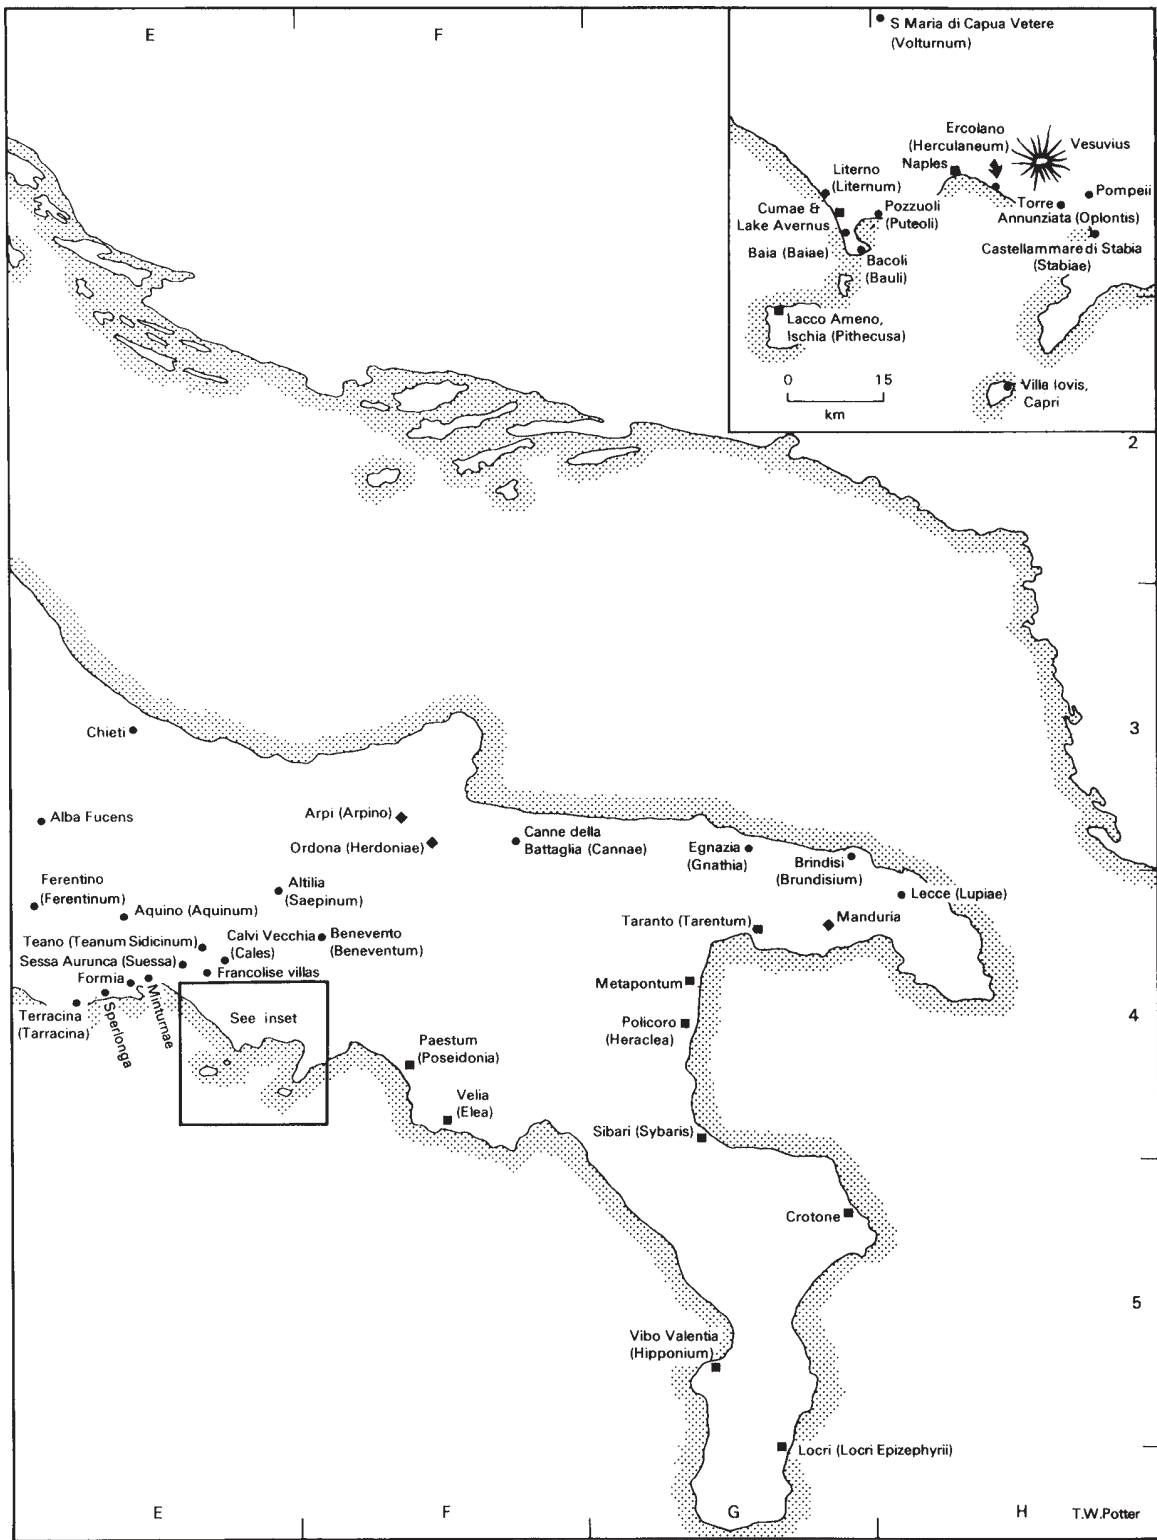 E
F
S Maria di Capua Vetere
(Volturnum)
Ercolano
(Herculaneum)
Naples
Vesuvius
Literno
(Liternum)
Pompeii
Cumae &
Lake Avernus
Pozzuoli
(Puteoli)
Torre
Annunziata (Oplontis)
Baia (Baiae)
Bacoli
(Bauli)
Castellammare di Stabia
(Stabiae)
Lacco Ameno,
Ischia (Pithecusa)
0 15
km
Villa Iovis,
Capri
2
Chieti
3
Alba Fucens
Arpi (Arpino)
Ordona (Herdoniae)
Canne della
Battaglia (Cannae)
Egnazia
(Gnathia)
Brindisi
(Brundisium)
Ferentino
(Ferentinum)
Altilia
(Saepinum)
Lecce (Lupiae)
Aquino (Aquinum)
Taranto (Tarentum)
Manduria
Teano (Teanum Sidicinum)
Calvi Vecchia
(Cales)
Benevento
(Beneventum)
Sessa Aurunca (Suessa)
Francolise villas
Formia
Metapontum
Terracina
(Tarracina)
Sperlonga
Minturnae
See inset
Policoro
(Heraclea)
4
Paestum
(Poseidonia)
Velia
(Elea)
Sibari (Sybaris)
Crotone
5
Vibo Valentia
(Hipponium)
Locri (Locri Epizephyrii)
E
F
G
H
T.W.Potter